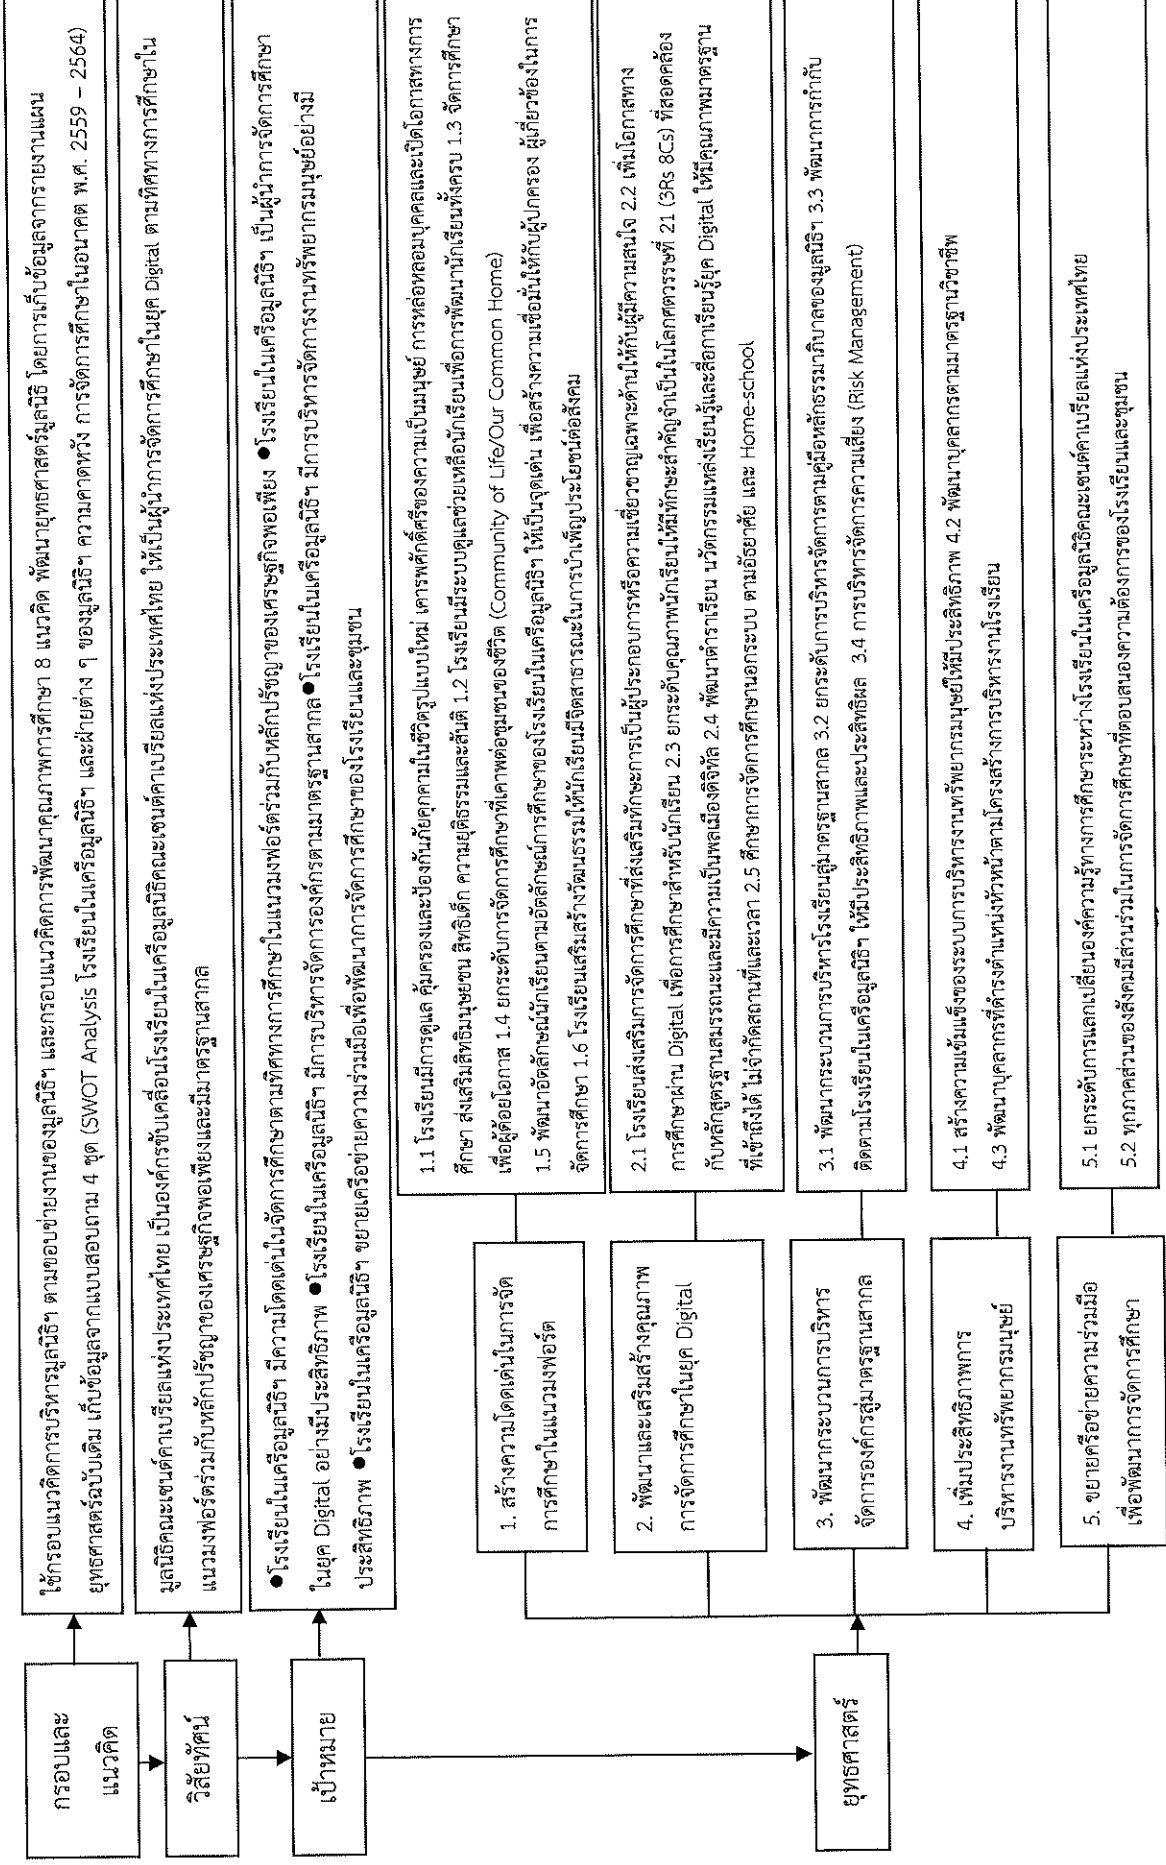 กรอบและ
แนวคิด
ใช้กรอบแนวคิดการบริหารมูลนิธิฯ ตามขอบข่ายงานของมูลนิธิฯ และกรอบแนวคิดการพัฒนาคุณภาพการศึกษา 8 แนวคิด พัฒนายุทธศาสตร์มูลนิธิ โดยการเก็บข้อมูลจากรายงานแผน
ยุทธศาสตร์ฉบับเดิม เก็บข้อมูลจากแบบสอบถาม 4 ชุด (SWOT Analysis โรงเรียนในเครือมูลนิธิฯ และฝ่ายต่าง ๆ ของมูลนิธิฯ ความคาดหวัง การจัดการศึกษาในอนาคต พ.ศ. 2559 – 2564)
วิสัยทัศน์
มูลนิธิคณะเซนต์คาเบรียลแห่งประเทศไทย เป็นองค์กรขับเคลื่อนโรงเรียนในเครือมูลนิธิคณะเซนต์คาเบรียลแห่งประเทศไทย ให้เป็นผู้นำการจัดการศึกษาในยุค Digital ตามทิศทางการศึกษาใน
แนวมงฟอร์ตร่วมกับหลักปรัชญาของเศรษฐกิจพอเพียงและมีมาตรฐานสากล
เป้าหมาย
●โรงเรียนในเครือมูลนิธิฯ มีความโดดเด่นในจัดการศึกษาตามทิศทางการศึกษาในแนวมงฟอร์ตร่วมกับหลักปรัชญาของเศรษฐกิจพอเพียง ●โรงเรียนในเครือมูลนิธิฯ เป็นผู้นำการจัดการศึกษา
ในยุค Digital อย่างมีประสิทธิภาพ ●โรงเรียนในเครือมูลนิธิฯ มีการบริหารจัดการองค์กรตามมาตรฐานสากล●โรงเรียนในเครือมูลนิธิฯ มีการบริหารจัดการงานทรัพยากรมนุษย์อย่างมี
ประสิทธิภาพ ●โรงเรียนในเครือมูลนิธิฯ ขยายเครือข่ายความร่วมมือเพื่อพัฒนาการจัดการศึกษาของโรงเรียนและชุมชน
ยุทธศาสตร์
1. สร้างความโดดเด่นในการจัด
การศึกษาในแนวมงฟอร์ต
1.1 โรงเรียนมีการดูแล คุ้มครองและป้องกันภัยคุกคามในชีวิตรูปแบบใหม่ เคารพศักดิ์ศรีของความเป็นมนุษย์ การหล่อหลอมบุคคลและเปิดโอกาสทางการ
ศึกษา ส่งเสริมสิทธิมนุษยชน สิทธิเด็ก ความยุติธรรมและสันติ 1.2 โรงเรียนมีระบบดูแลช่วยเหลือนักเรียนเพื่อการพัฒนานักเรียนทั้งครบ 1.3 จัดการศึกษา
เพื่อผู้ด้อยโอกาส 1.4 ยกระดับการจัดการศึกษาที่เคาพต่อชุมชนของชีวิต (Community of Life/Our Common Home)
1.5 พัฒนาอัตลักษณ์นักเรียนตามอัตลักษณ์การศึกษาของโรงเรียนในเครือมูลนิธิฯ ให้เป็นจุดเด่น เพื่อสร้างความเชื่อมั่นให้กับผู้ปกครอง ผู้เกี่ยวข้องในการ
จัดการศึกษา 1.6 โรงเรียนเสริมสร้างวัฒนธรรมให้นักเรียนมีจิตสาธารณะในการบำเพ็ญประโยชน์ต่อสังคม
2. พัฒนาและเสริมสร้างคุณภาพ
การจัดการศึกษาในยุค Digital
2.1 โรงเรียนส่งเสริมการจัดการศึกษาที่ส่งเสริมทักษะการเป็นผู้ประกอบการหรือความเชี่ยวชาญเฉพาะด้านให้กับผู้มีความสนใจ 2.2 เพิ่มโอกาสทาง
การศึกษาผ่าน Digital เพื่อการศึกษาสำหรับนักเรียน 2.3 ยกระดับคุณภาพนักเรียนให้มีทักษะสำคัญจำเป็นในโลกศตวรรษที่ 21 (3Rs 8Cs) ที่สอดคล้อง
กับหลักสูตรฐานสมรรถนะและมีความเป็นพลเมืองดิจิทัล 2.4 พัฒนาตำราเรียน นวัตกรรมแหล่งเรียนรู้และสื่อการเรียนรู้ยุค Digital ให้มีคุณภาพมาตรฐาน
ที่เข้าถึงได้ ไม่จำกัดสถานที่และเวลา 2.5 ศึกษาการจัดการศึกษานอกระบบ ตามอัธยาศัย และ Home-school
3. พัฒนากระบวนการบริหาร
จัดการองค์กรสู่มาตรฐานสากล
3.1 พัฒนากระบวนการบริหารโรงเรียนสู่มาตรฐานสากล 3.2 ยกระดับการบริหารจัดการตามคู่มือหลักธรรมาภิบาลของมูลนิธิฯ 3.3 พัฒนาการกำกับ
ติดตามโรงเรียนในเครือมูลนิธิฯ ให้มีประสิทธิภาพและประสิทธิผล 3.4 การบริหารจัดการความเสี่ยง (Risk Management)
4. เพิ่มประสิทธิภาพการ
บริหารงานทรัพยากรมนุษย์
4.1 สร้างความเข้มแข็งของระบบการบริหารงานทรัพยากรมนุษย์ให้มีประสิทธิภาพ 4.2 พัฒนาบุคลากรตามมาตรฐานวิชาชีพ
4.3 พัฒนาบุคลากรที่ดำรงตำแหน่งหัวหน้าตามโครงสร้างการบริหารงานโรงเรียน
5. ขยายครือข่ายความร่วมมือ
เพื่อพัฒนาการจัดการศึกษา
5.1 ยกระดับการแลกเปลี่ยนองค์ความรู้ทางการศึกษาระหว่างโรงเรียนในเครือมูลนิธิคณะเซนต์คาเบรียลแห่งประเทศไทย
5.2 ทุกภาคส่วนของสังคมมีส่วนร่วมในการจัดการศึกษาที่ตอบสนองความต้องการของโรงเรียนและชุมชน